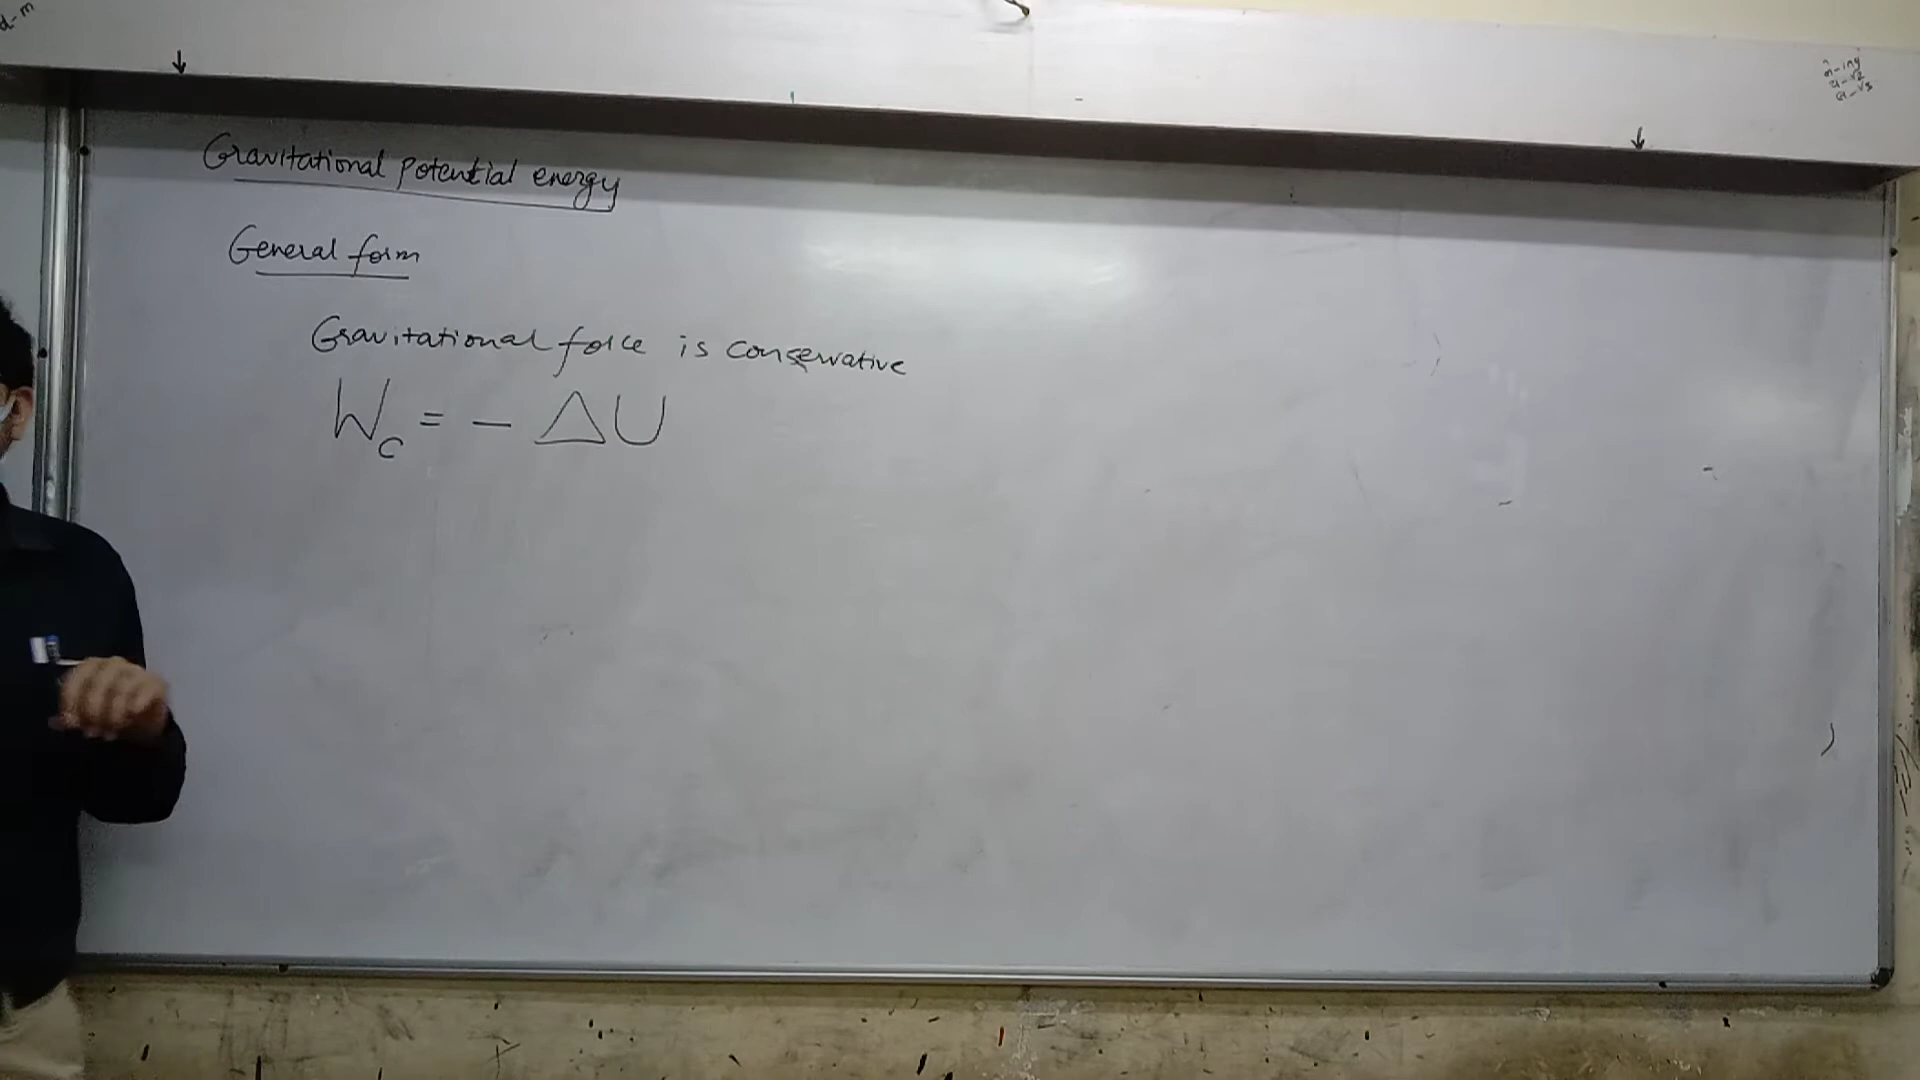 Gravitational potential energy
General form
Gravitational force is conservative
W_C = - ΔU